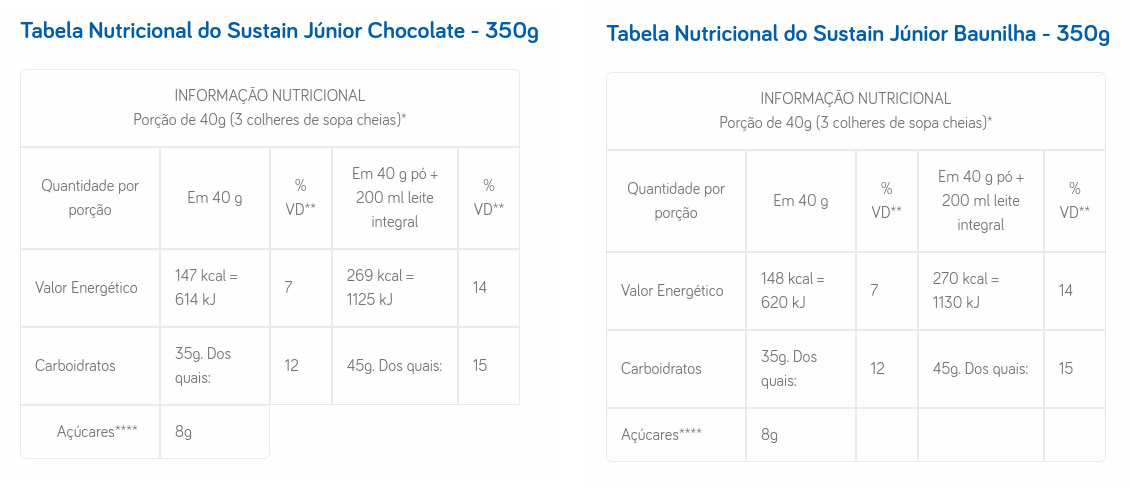 Tabela Nutricional do Sustain Júnior Chocolate - 350g
INFORMAÇÃO NUTRICIONAL
Porção de 40g (3 colheres de sopa cheias)*
Quantidade por
porção
Em 40 g
%
VD**
Em 40 g pó +
200 ml leite
integral
%
VD**
Valor Energético
147 kcal =
614 kJ
7
269 kcal =
1125 kJ
14
Carboidratos
35g. Dos
quais:
12
45g. Dos quais:
15
Açúcares****
8g
Tabela Nutricional do Sustain Júnior Baunilha - 350g
INFORMAÇÃO NUTRICIONAL
Porção de 40g (3 colheres de sopa cheias)*
Quantidade por
porção
Em 40 g
%
VD**
Em 40 g pó +
200 ml leite
integral
%
VD**
Valor Energético
148 kcal =
620 kJ
7
270 kcal =
1130 kJ
14
Carboidratos
35g. Dos
quais:
12
45g. Dos quais:
15
Açúcares****
8g